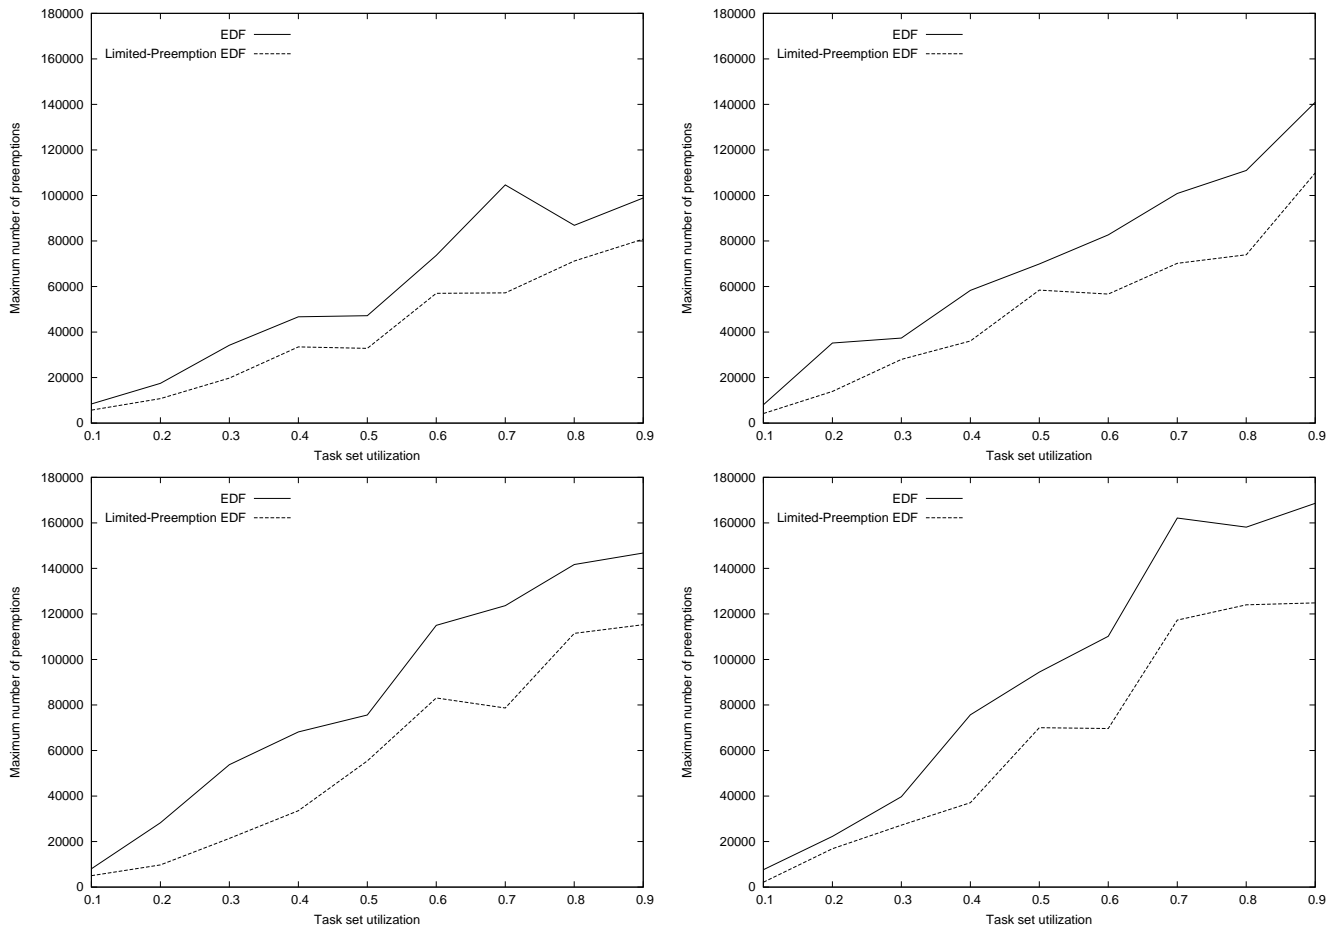 180000
160000
140000
120000
100000
80000
60000
40000
20000
0
Maximum number of preemptions
EDF
Limited-Preemption EDF
0.1 0.2 0.3 0.4 0.5 0.6 0.7 0.8 0.9
Task set utilization
180000
160000
140000
120000
100000
80000
60000
40000
20000
0
Maximum number of preemptions
EDF
Limited-Preemption EDF
0.1 0.2 0.3 0.4 0.5 0.6 0.7 0.8 0.9
Task set utilization
180000
160000
140000
120000
100000
80000
60000
40000
20000
0
Maximum number of preemptions
EDF
Limited-Preemption EDF
0.1 0.2 0.3 0.4 0.5 0.6 0.7 0.8 0.9
Task set utilization
180000
160000
140000
120000
100000
80000
60000
40000
20000
0
Maximum number of preemptions
EDF
Limited-Preemption EDF
0.1 0.2 0.3 0.4 0.5 0.6 0.7 0.8 0.9
Task set utilization